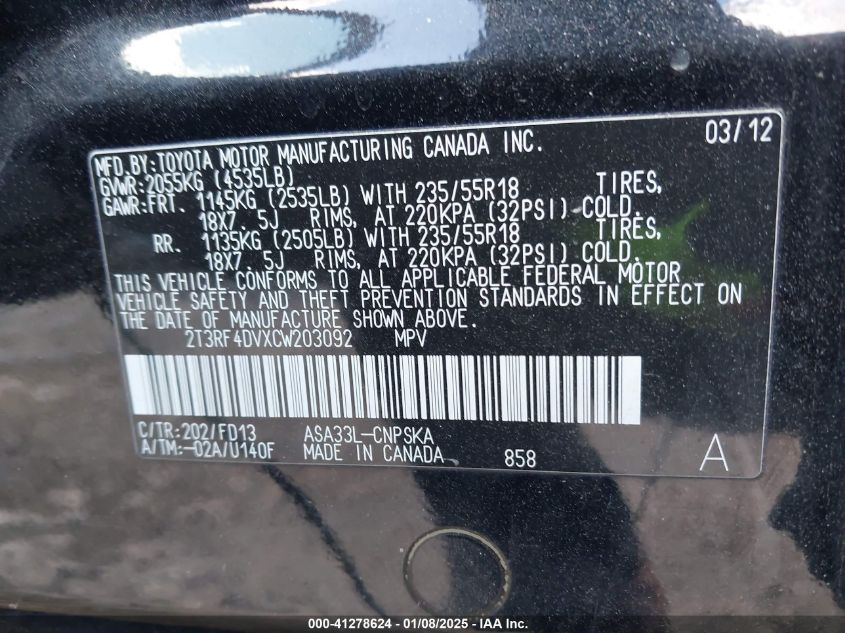 03/12
MFD.BY:TOYOTA MOTOR MANUFACTURING CANADA INC.
GVWR:2055KG (4535LB)
GAWR:FRT. 1145KG (2535LB) WITH 235/55R18 TIRES,
18X7.5J RIMS, AT 220KPA (32PSI) COLD.
RR. 1135KG (2505LB) WITH 235/55R18 TIRES,
18X7.5J RIMS, AT 220KPA (32PSI) COLD.
THIS VEHICLE CONFORMS TO ALL APPLICABLE FEDERAL MOTOR
VEHICLE SAFETY AND THEFT PREVENTION STANDARDS IN EFFECT ON
THE DATE OF MANUFACTURE SHOWN ABOVE.
2T3RF4DVXCW203092 MPV
C/TR:202/FD13 ASA33L-CNPSKA
A/TM:-02A/U140F MADE IN CANADA 858 A
000-41278624 - 01/08/2025 - IAA Inc.